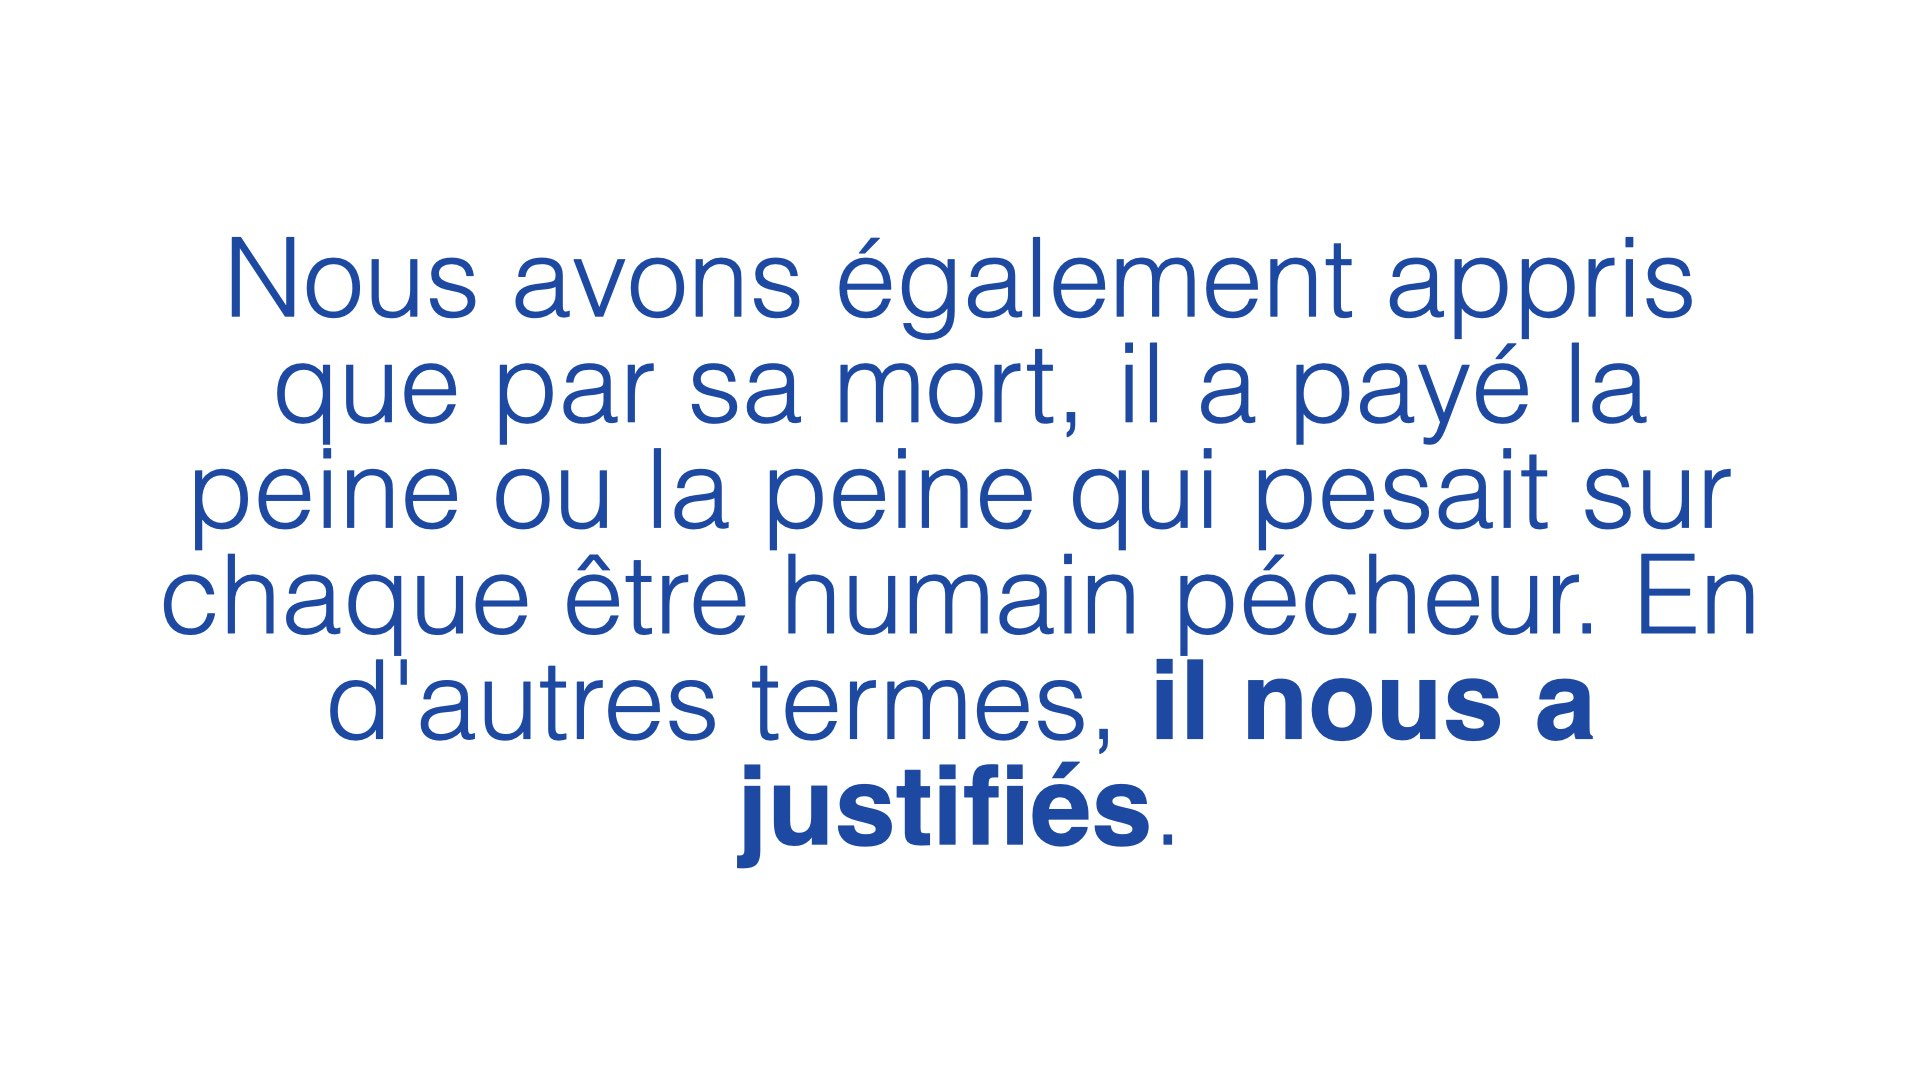 Nous avons également appris
que par sa mort, il a payé la
peine ou la peine qui pesait sur
chaque être humain pécheur. En
d'autres termes, il nous a
justifiés.